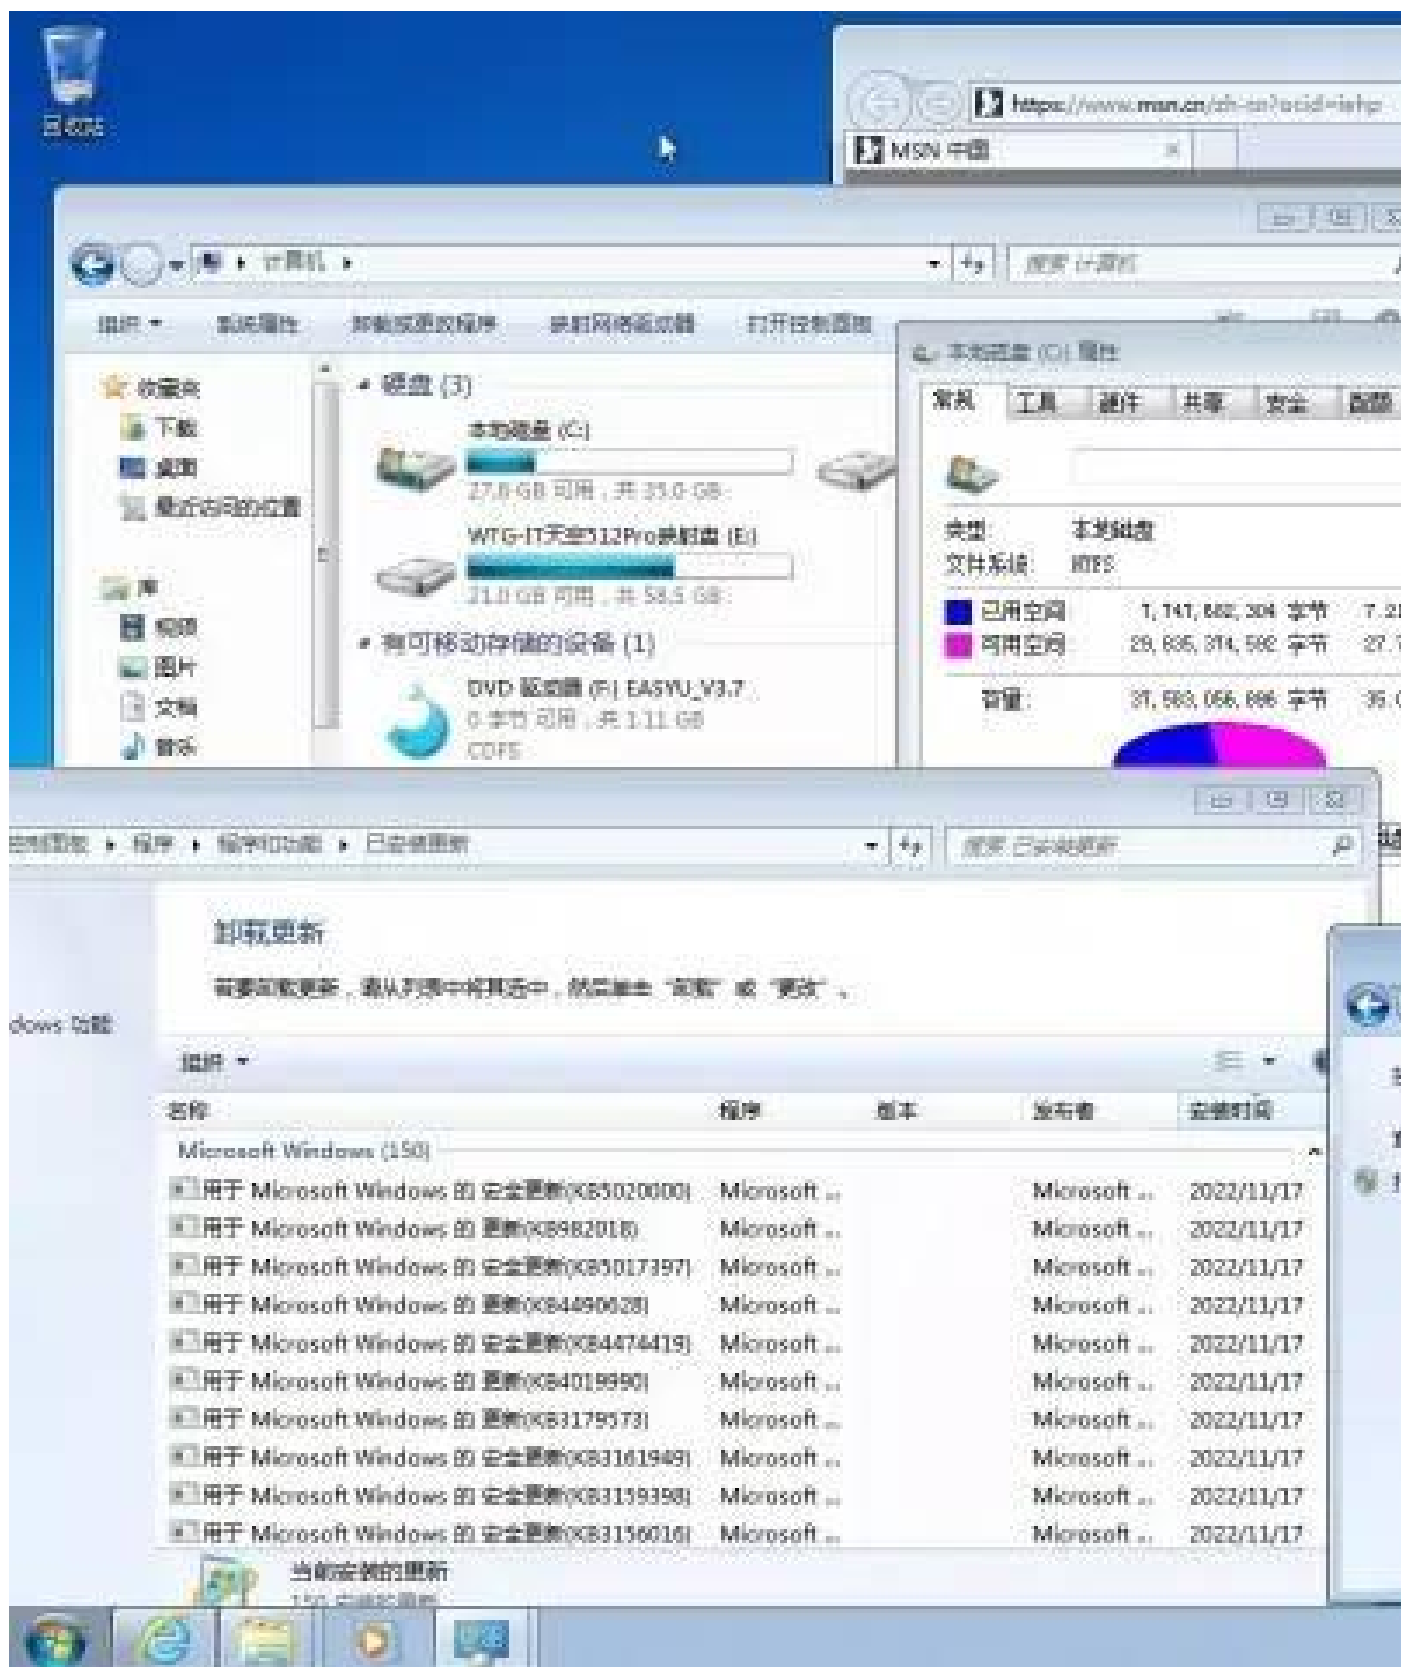 回收站
https://www.msn.cn/zh-cn?ocid=iehp
MSN 中国
计算机
搜索 计算机
组织 系统属性 卸载或更改程序 映射网络驱动器 打开控制面板
本地磁盘 (C:) 属性
收藏夹
下载
桌面
最近访问的位置
库
视频
图片
文档
音乐
硬盘 (3)
本地磁盘 (C:)
27.8 GB 可用，共 35.0 GB
WTG-IT天空512Pro映射盘 (E:)
21.0 GB 可用，共 58.5 GB
有可移动存储的设备 (1)
DVD 驱动器 (F:) EASYU_V3.7
0 字节 可用，共 1.11 GB
CDFS
常规 工具 硬件 共享 安全 配额
类型: 本地磁盘
文件系统: NTFS
已用空间 字节
可用空间 字节
容量: 字节
控制面板 程序 程序和功能 已安装更新
搜索 已安装更新
卸载更新
若要卸载更新，请从列表中将其选中，然后单击“卸载”或“更改”。
dows 功能
组织
名称 程序 版本 发布者 安装时间
Microsoft Windows (150)
用于 Microsoft Windows 的 安全更新(KB5020000) Microsoft ... Microsoft ... 2022/11/17
用于 Microsoft Windows 的 更新(KB982018) Microsoft ... Microsoft ... 2022/11/17
用于 Microsoft Windows 的 安全更新(KB5017397) Microsoft ... Microsoft ... 2022/11/17
用于 Microsoft Windows 的 更新(KB4490628) Microsoft ... Microsoft ... 2022/11/17
用于 Microsoft Windows 的 安全更新(KB4474419) Microsoft ... Microsoft ... 2022/11/17
用于 Microsoft Windows 的 更新(KB4019990) Microsoft ... Microsoft ... 2022/11/17
用于 Microsoft Windows 的 更新(KB3179573) Microsoft ... Microsoft ... 2022/11/17
用于 Microsoft Windows 的 安全更新(KB3161949) Microsoft ... Microsoft ... 2022/11/17
用于 Microsoft Windows 的 安全更新(KB3159398) Microsoft ... Microsoft ... 2022/11/17
用于 Microsoft Windows 的 安全更新(KB3156016) Microsoft ... Microsoft ... 2022/11/17
当前安装的更新